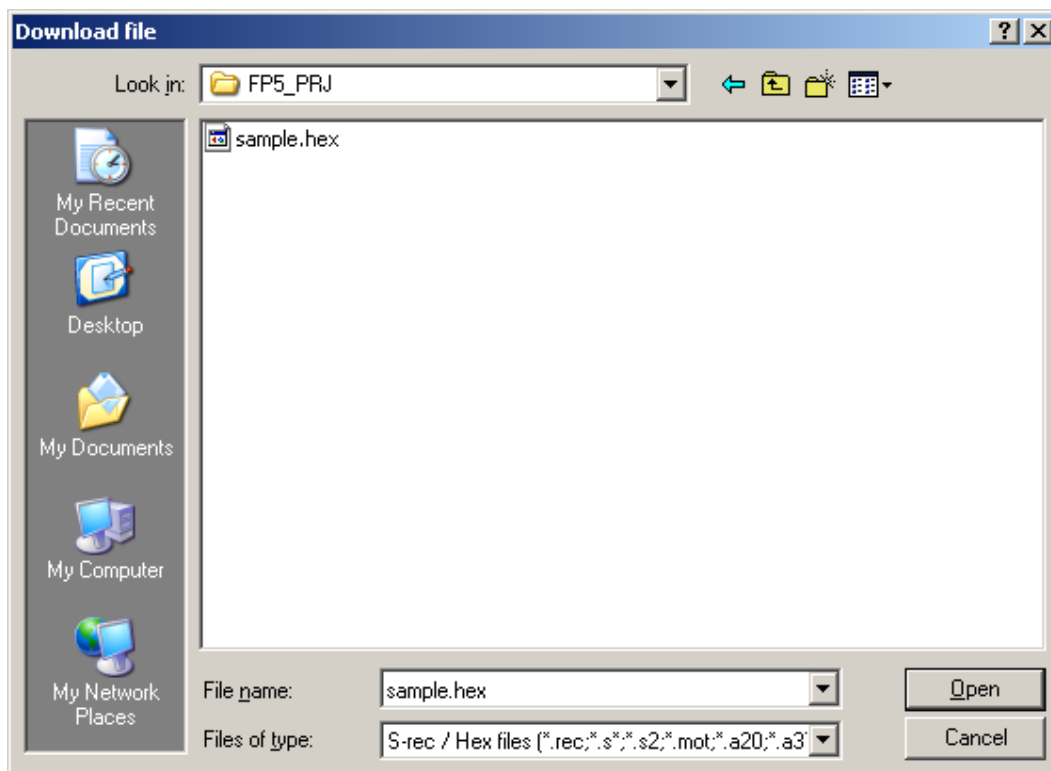 Download file
Look in: FP5_PRJ
sample.hex
My Recent
Documents
Desktop
My Documents
My Computer
My Network
Places
File name: sample.hex Open
Files of type: S-rec / Hex files (*.rec;*.s*;*.s2;*.mot;*.a20;*.a3 Cancel